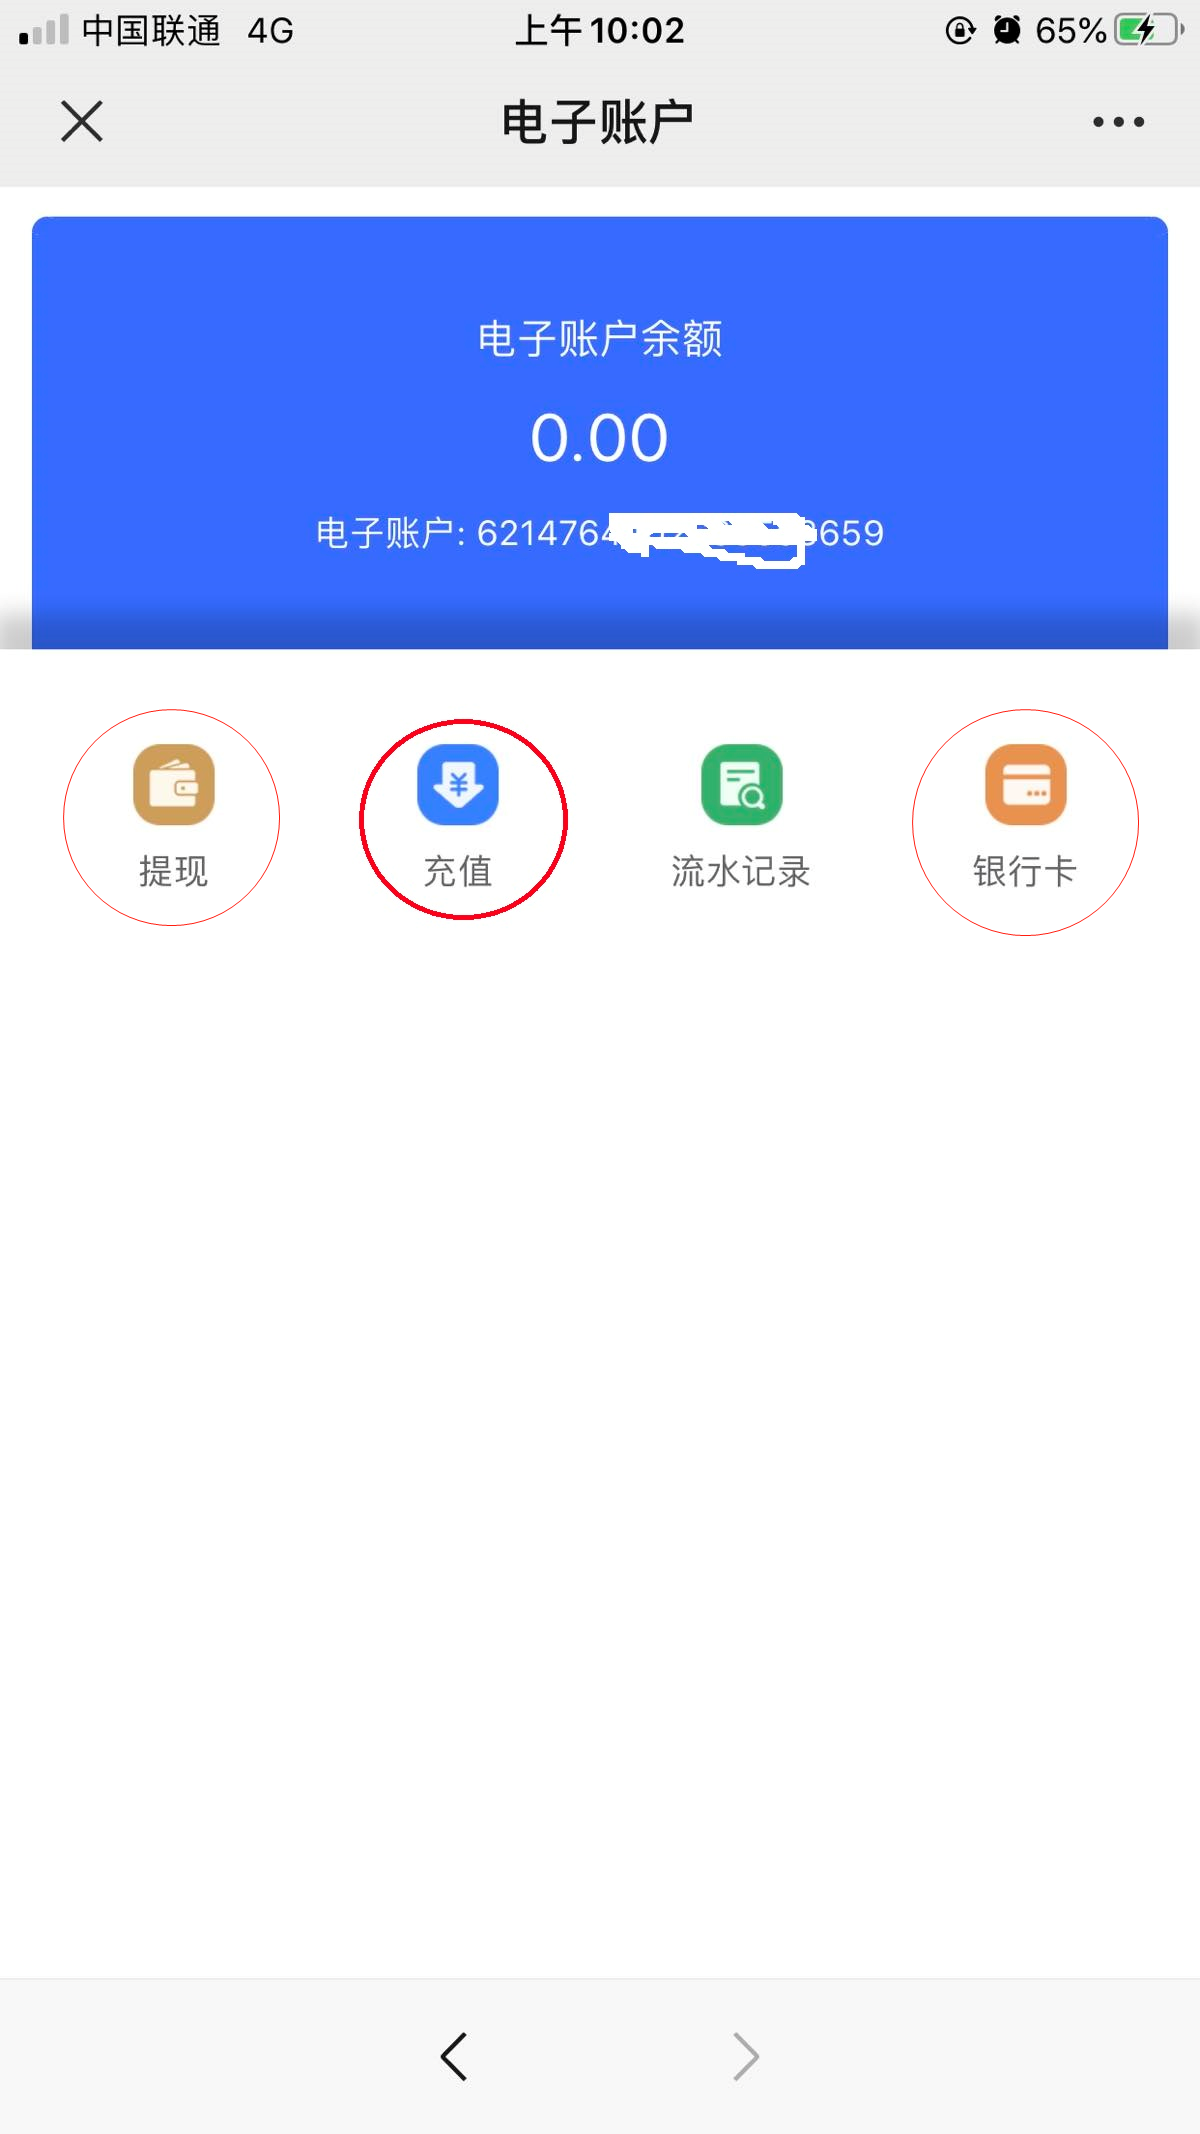 中国联通 4G 上午10:02 65%
电子账户
电子账户余额
0.00
电子账户: 6214764 659
提现 充值 流水记录 银行卡